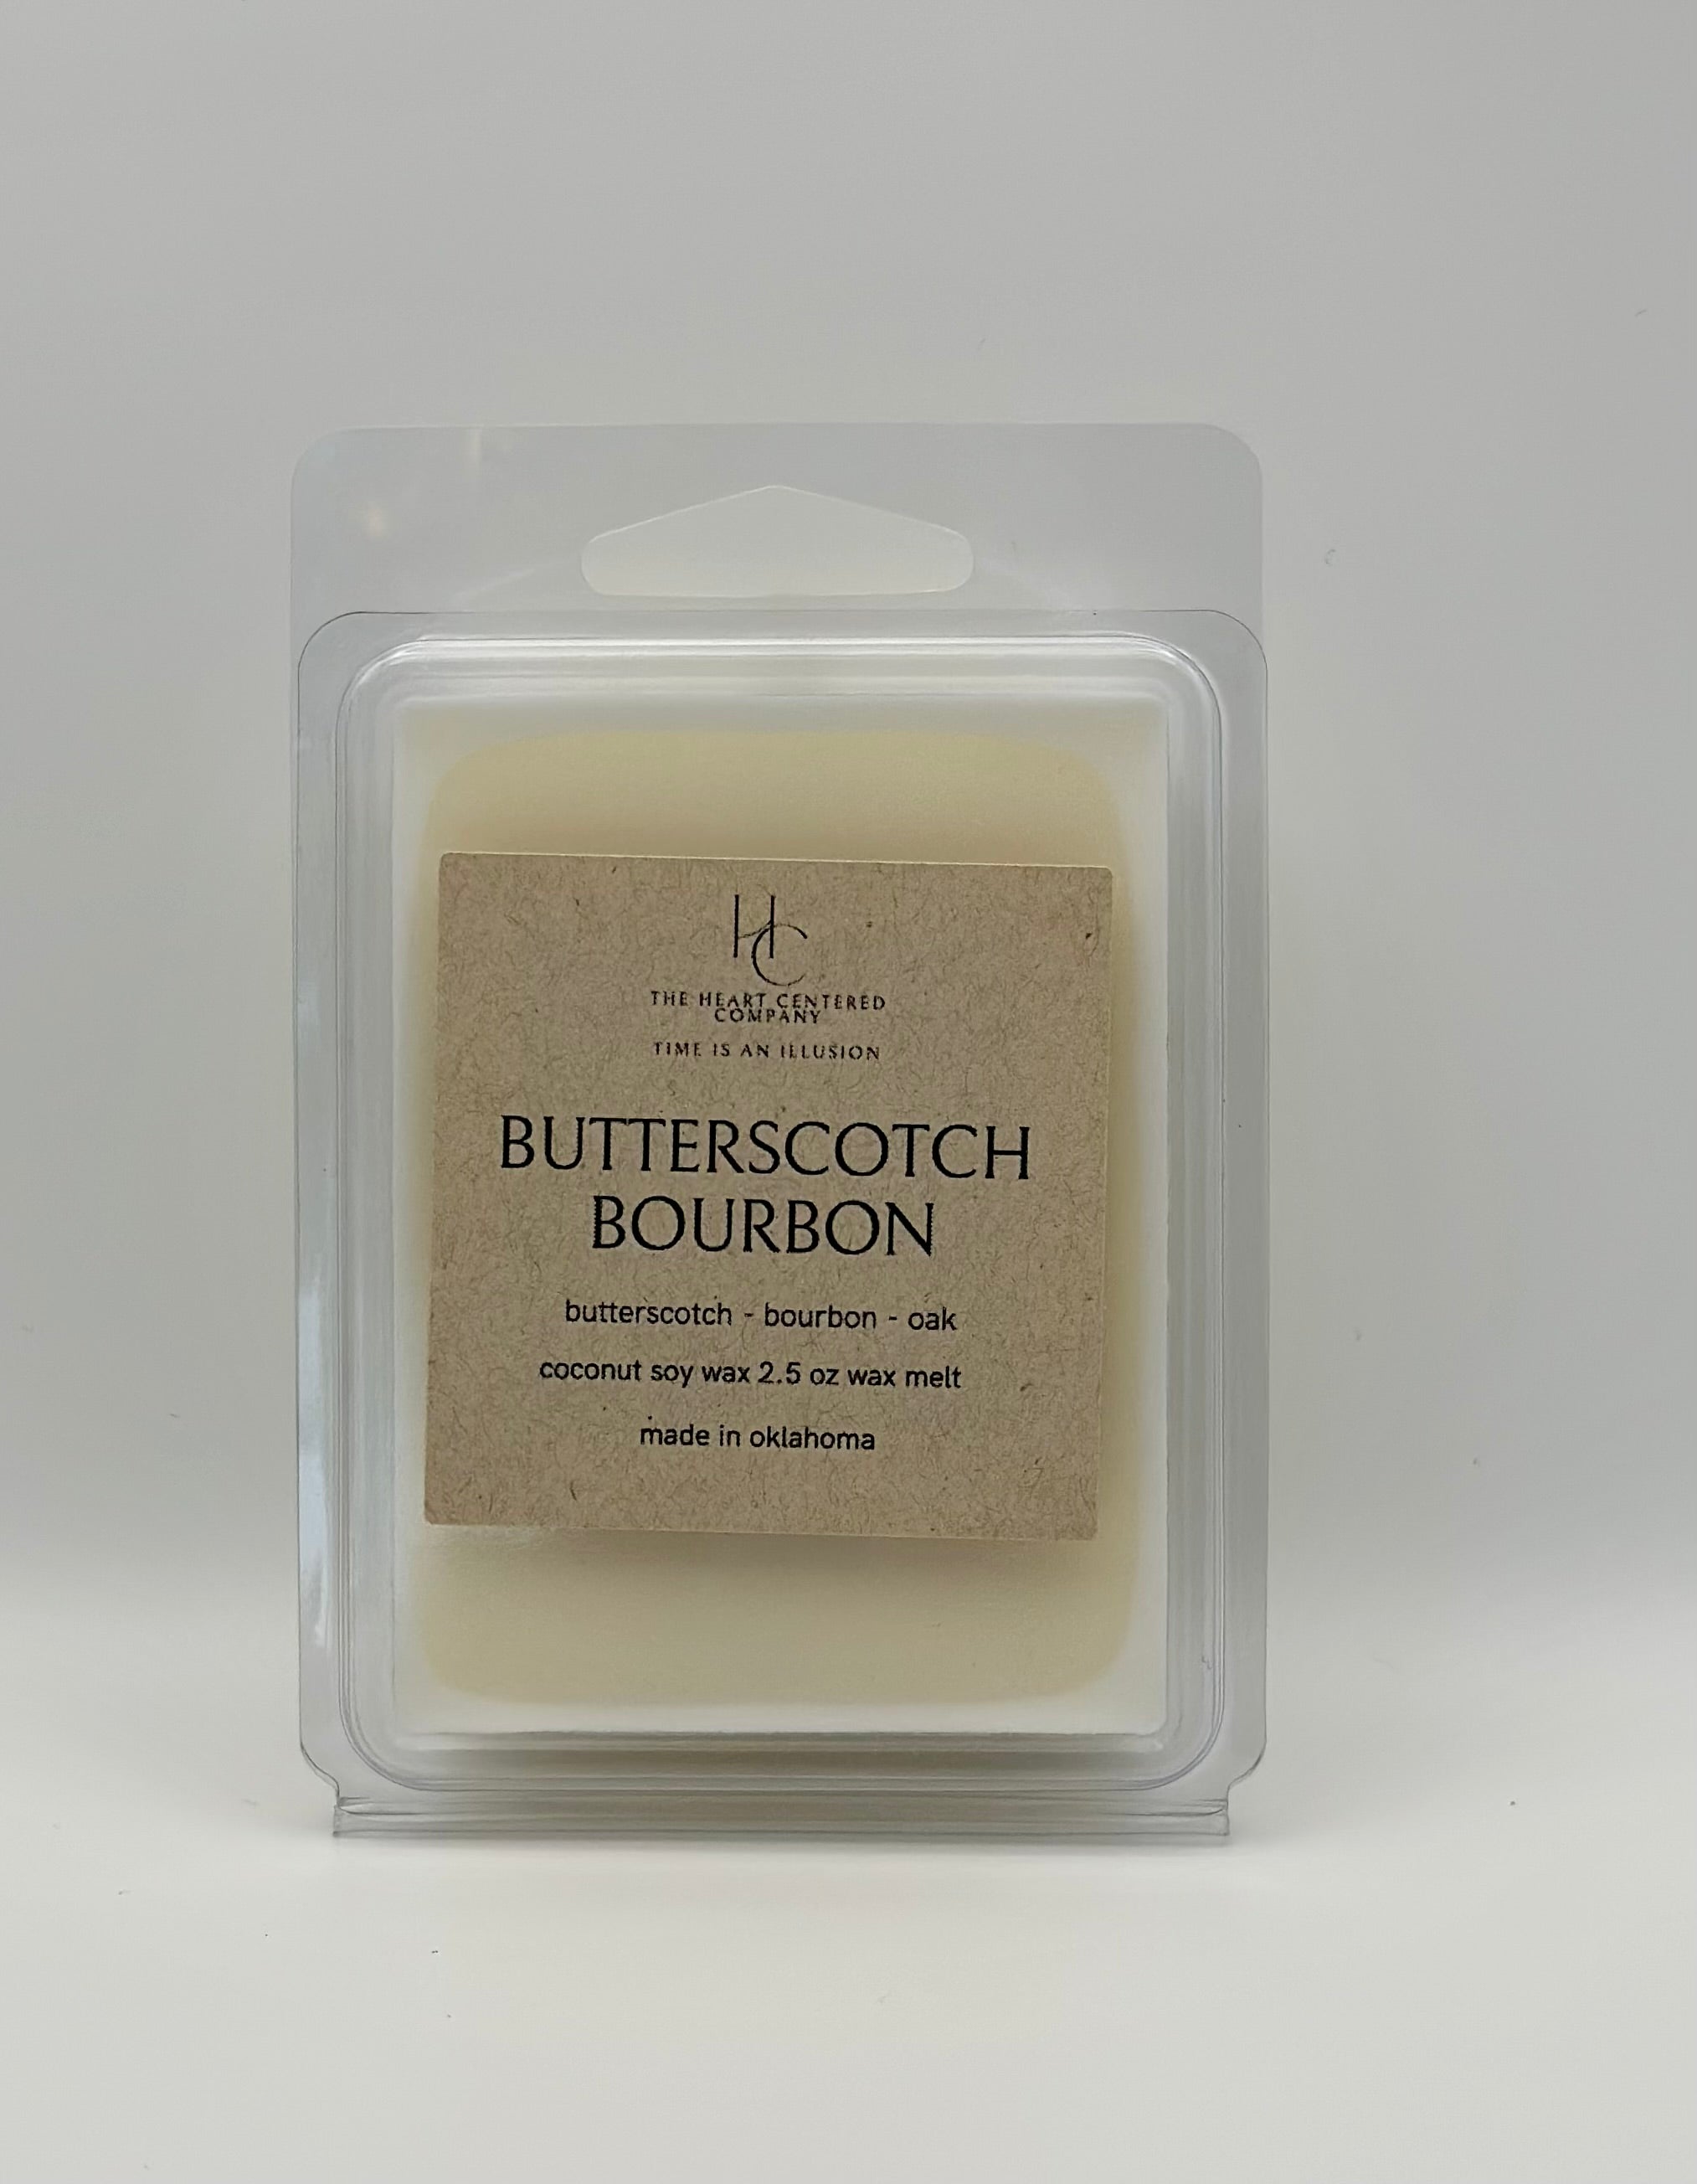 HC
THE HEART CENTERED
COMPANY
TIME IS AN ILLUSION
BUTTERSCOTCH
BOURBON
butterscotch - bourbon - oak
coconut soy wax 2.5 oz wax melt
made in oklahoma